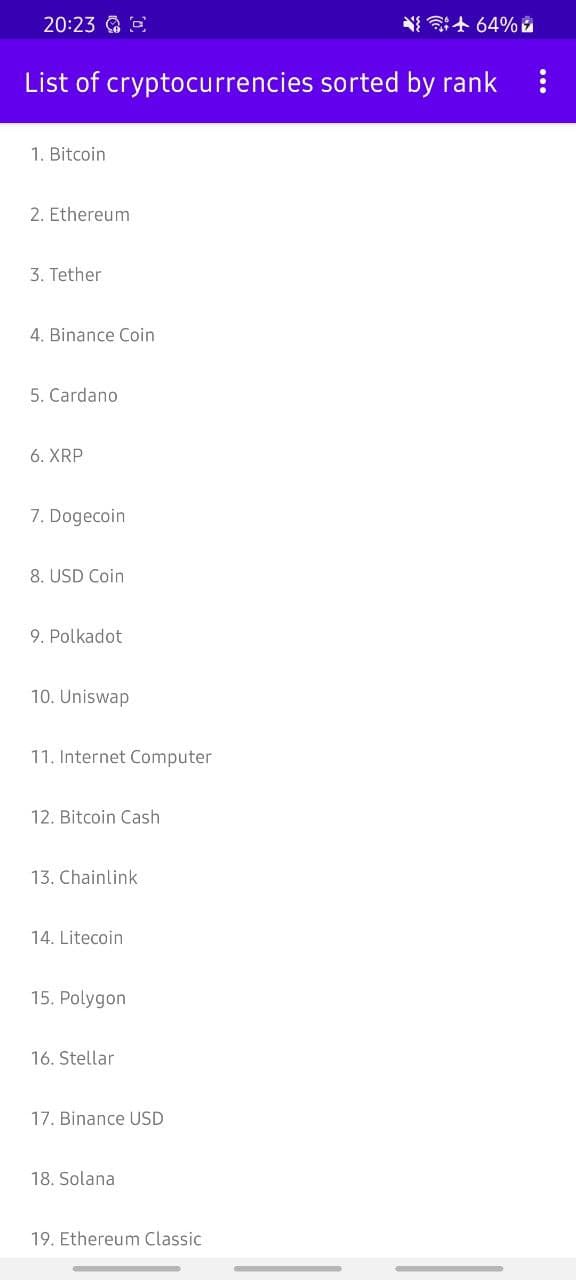 20:23 64%
List of cryptocurrencies sorted by rank
1. Bitcoin
2. Ethereum
3. Tether
4. Binance Coin
5. Cardano
6. XRP
7. Dogecoin
8. USD Coin
9. Polkadot
10. Uniswap
11. Internet Computer
12. Bitcoin Cash
13. Chainlink
14. Litecoin
15. Polygon
16. Stellar
17. Binance USD
18. Solana
19. Ethereum Classic